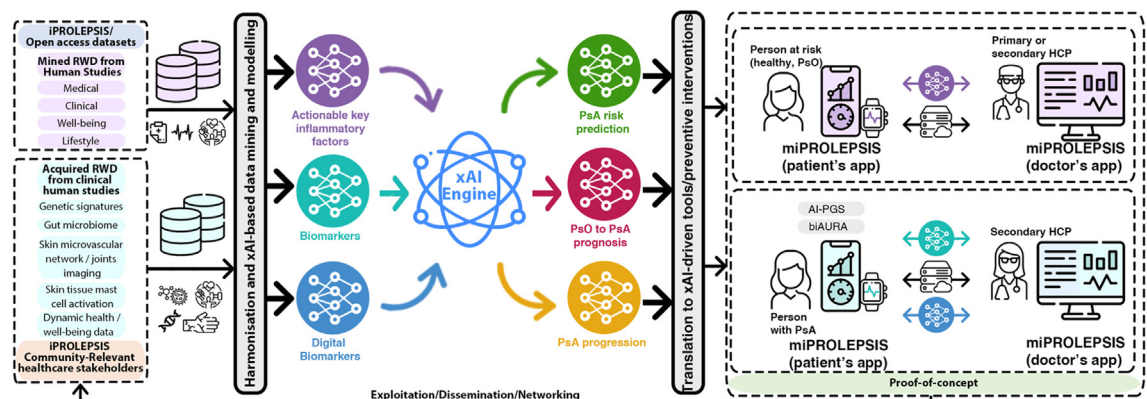 iPROLEPSIS/
Open access datasets
Mined RWD from
Human Studies
Medical
Clinical
Well-being
Lifestyle
Acquired RWD
from clinical
human studies
Genetic signatures
Gut microbiome
Skin microvascular
network / joints
imaging
Skin tissue mast
cell activation
Dynamic health /
well-being data
iPROLEPSIS
Community-Relevant
healthcare stakeholders
Harmonisation and xAI-based data mining and modelling
Actionable key
inflammatory
factors
Biomarkers
Digital
Biomarkers
xAI
Engine
PsA risk
prediction
PsO to PsA
prognosis
PsA progression
Exploitation/Dissemination/Networking
Translation to xAI-driven tools/preventive interventions
Person at risk
(healthy, PsO)
Primary or
secondary HCP
miPROLEPSIS
(patient's app)
miPROLEPSIS
(doctor's app)
AI-PGS
biAURA
Secondary HCP
Person
with PsA
miPROLEPSIS
(patient's app)
miPROLEPSIS
(doctor's app)
Proof-of-concept